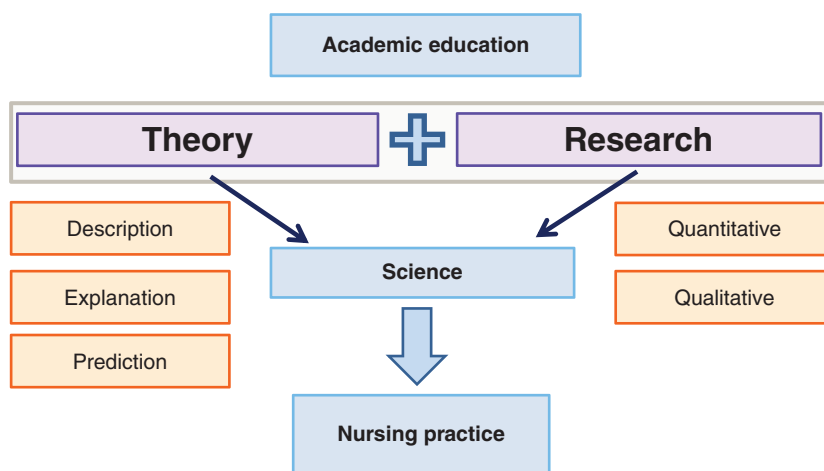 Academic education
Theory
Research
Description
Quantitative
Science
Explanation
Qualitative
Prediction
Nursing practice